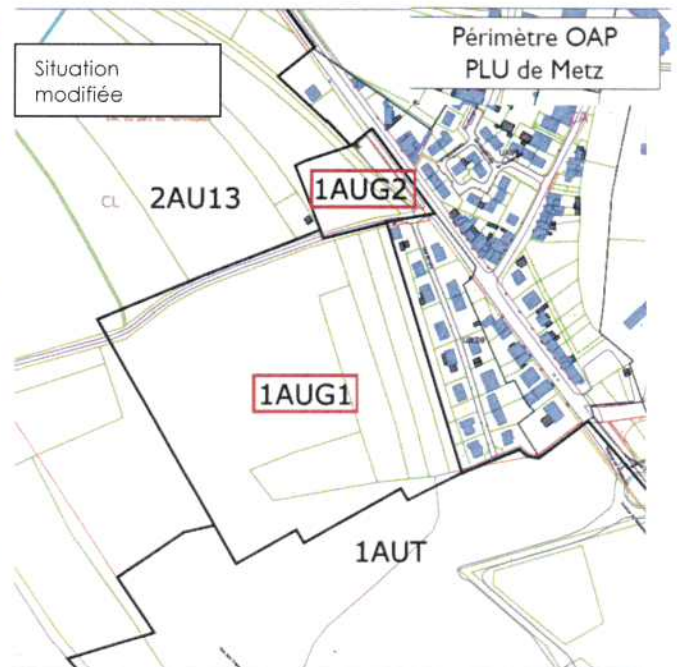 Périmètre OAP
PLU de Metz
Situation
modifiée
CL
2AU13
1AUG2
1AUG1
1AUT